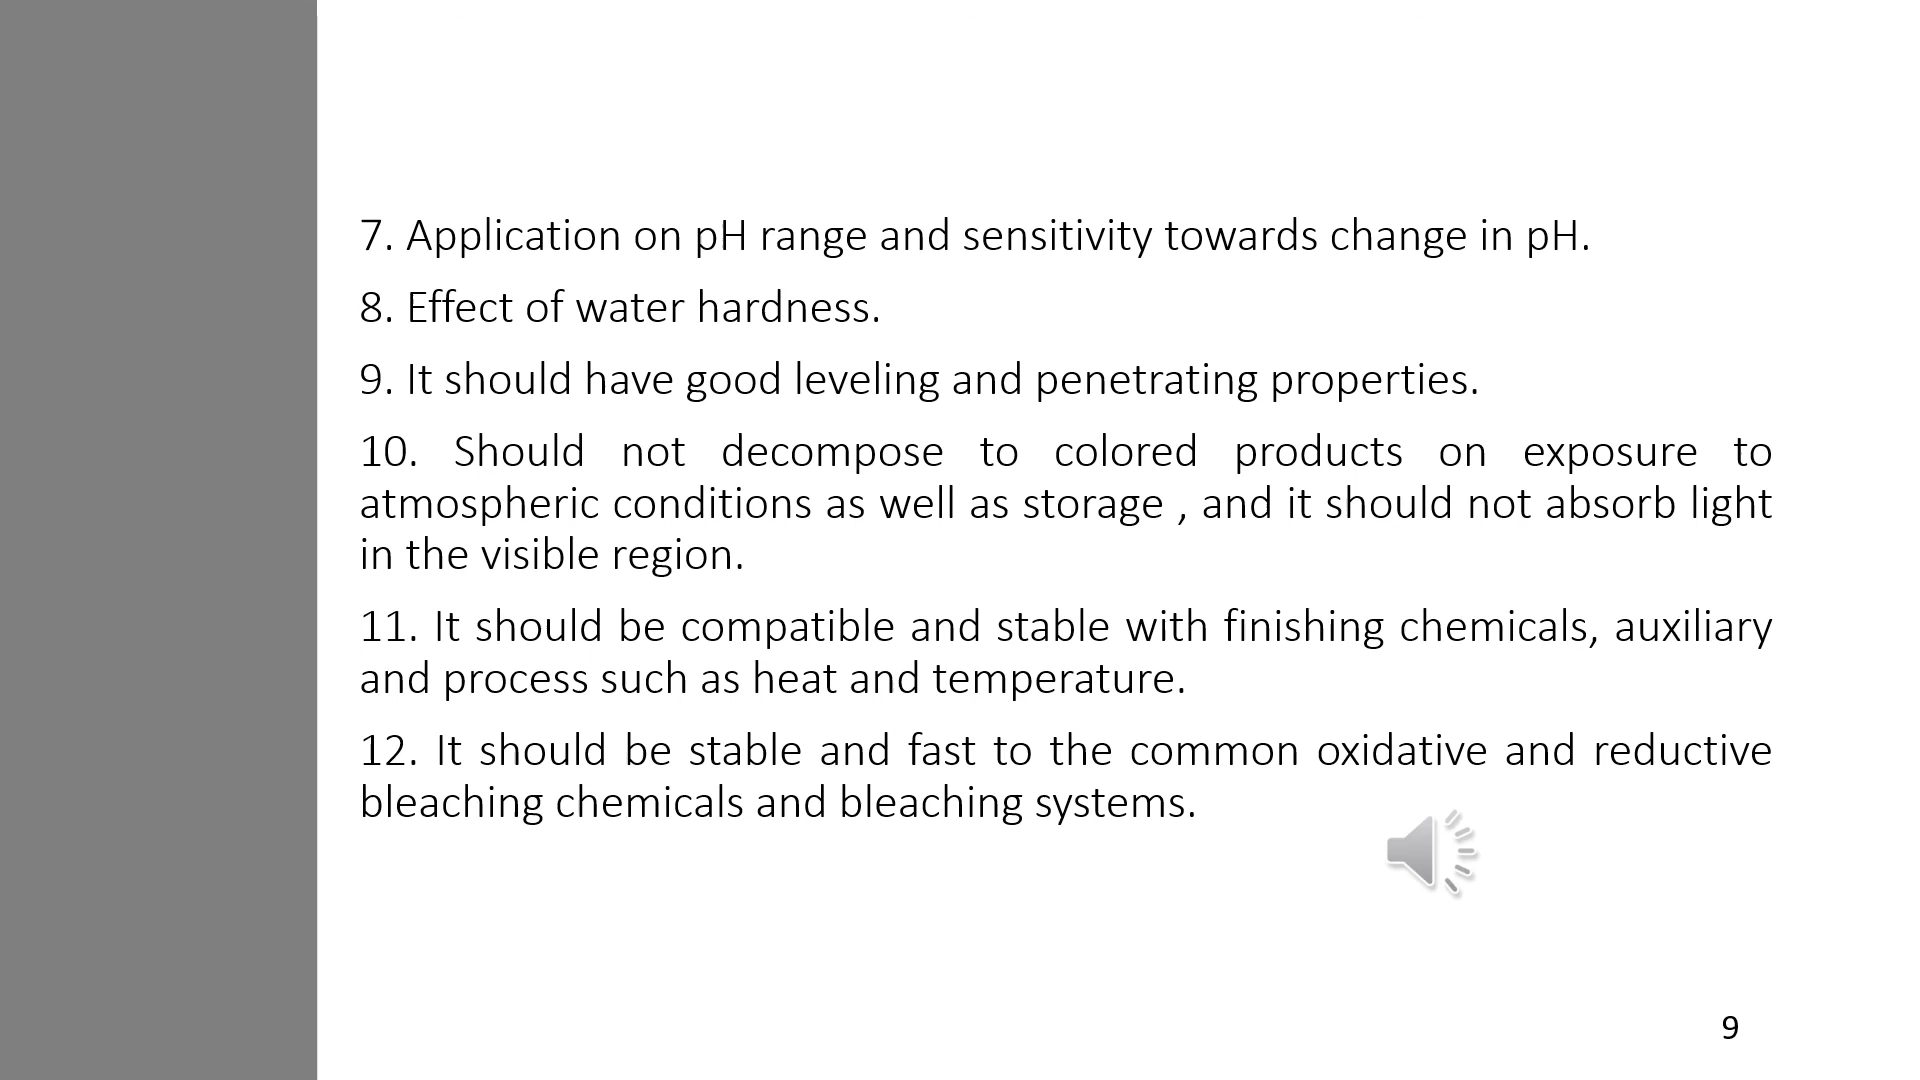 7. Application on pH range and sensitivity towards change in pH.
8. Effect of water hardness.
9. It should have good leveling and penetrating properties.
10. Should not decompose to colored products on exposure to
atmospheric conditions as well as storage , and it should not absorb light
in the visible region.
11. It should be compatible and stable with finishing chemicals, auxiliary
and process such as heat and temperature.
12. It should be stable and fast to the common oxidative and reductive
bleaching chemicals and bleaching systems.
9